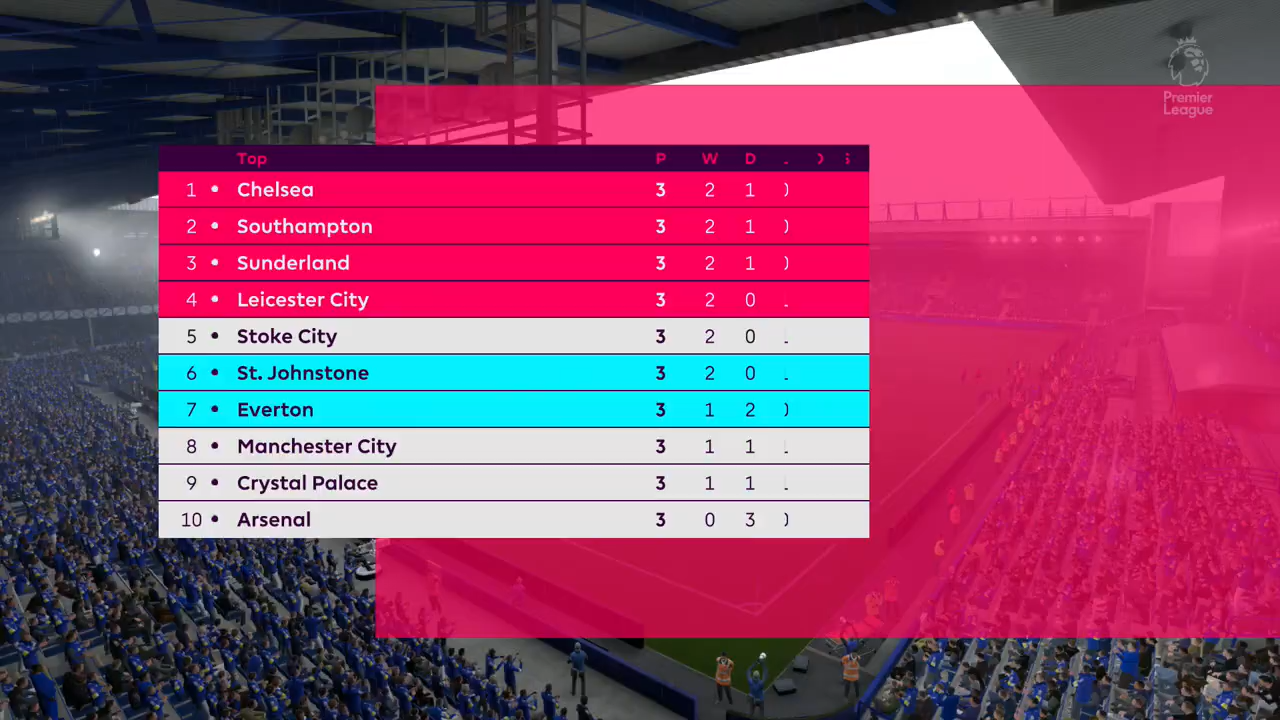 Premier
League
Top P W D
1 • Chelsea 3 2 1
2 • Southampton 3 2 1
3 • Sunderland 3 2 1
4 • Leicester City 3 2 0
5 • Stoke City 3 2 0
6 • St. Johnstone 3 2 0
7 • Everton 3 1 2
8 • Manchester City 3 1 1
9 • Crystal Palace 3 1 1
10 • Arsenal 3 0 3